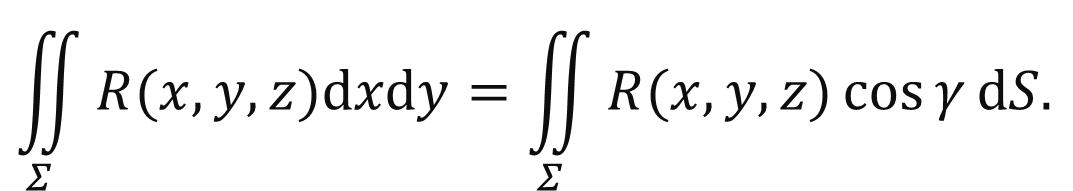 ∬_Σ R(x, y, z)dxdy = ∬_Σ R(x, y, z) cos γ dS.